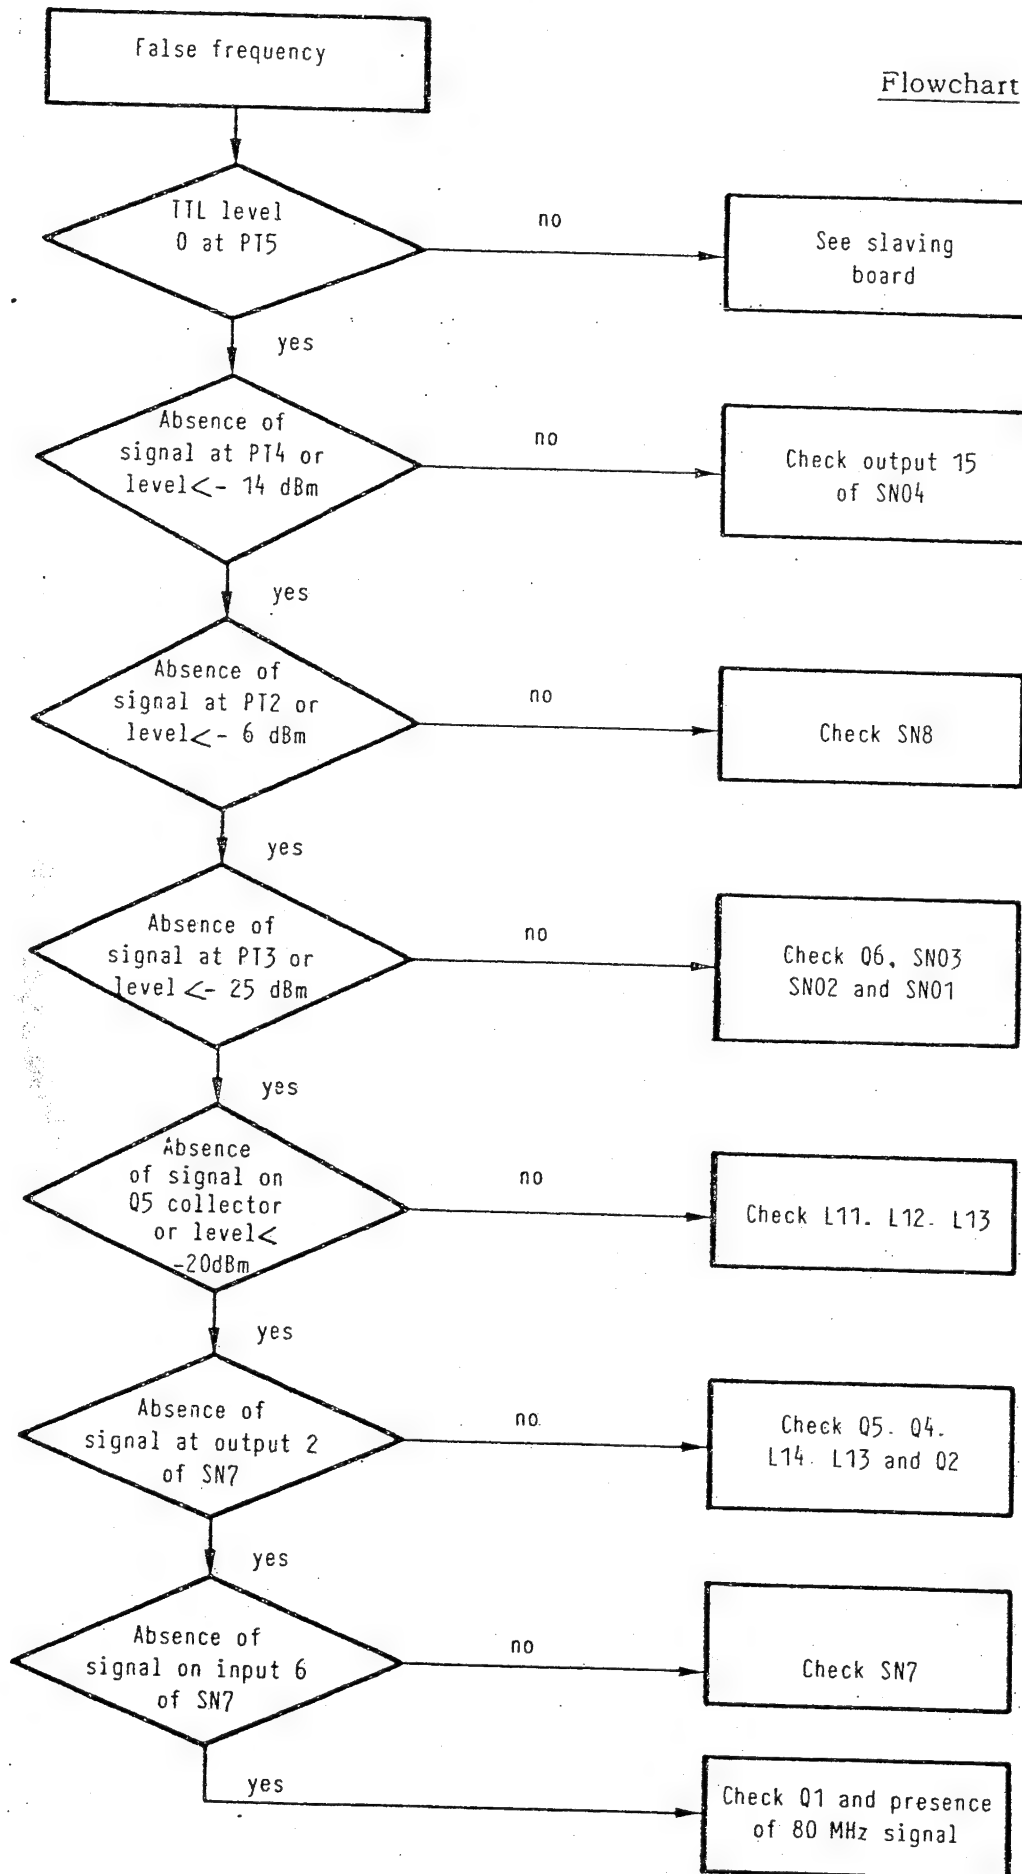 False frequency
Flowchart
TTL level
0 at PT5
no
See slaving
board
yes
Absence of
signal at PT4 or
level <- 14 dBm
no
Check output 15
of SN04
yes
Absence of
signal at PT2 or
level <- 6 dBm
no
Check SN8
yes
Absence of
signal at PT3 or
level <- 25 dBm
no
Check Q6, SN03
SN02 and SN01
yes
Absence
of signal on
Q5 collector
or level <
-20dBm
no
Check L11. L12. L13
yes
Absence of
signal at output 2
of SN7
no
Check Q5. Q4.
L14. L13 and Q2
yes
Absence of
signal on input 6
of SN7
no
Check SN7
yes
Check Q1 and presence
of 80 MHz signal